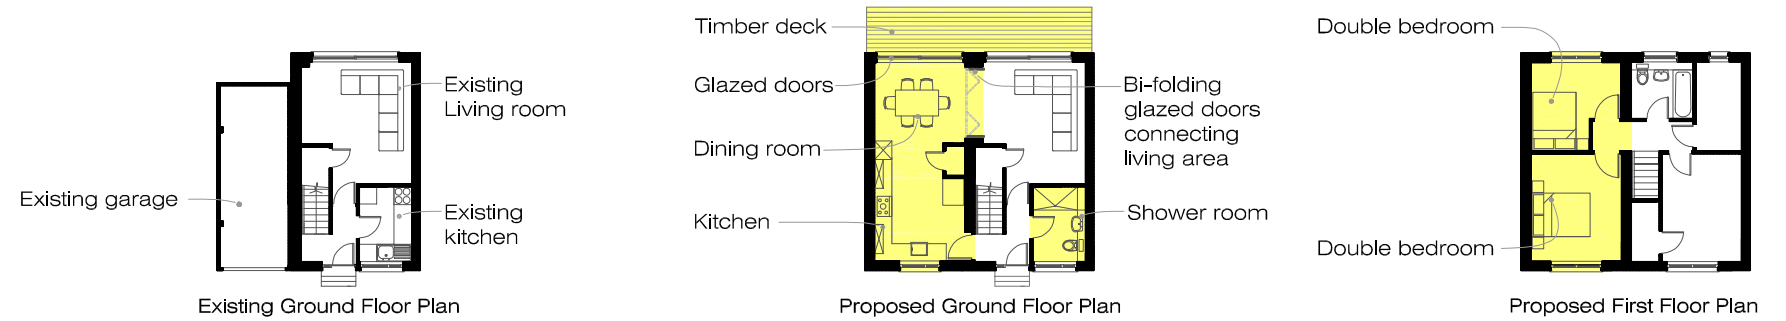 Existing garage
Existing
Living room
Existing
kitchen
Existing Ground Floor Plan
Timber deck
Glazed doors
Dining room
Kitchen
Bi-folding
glazed doors
connecting
living area
Shower room
Proposed Ground Floor Plan
Double bedroom
Double bedroom
Proposed First Floor Plan